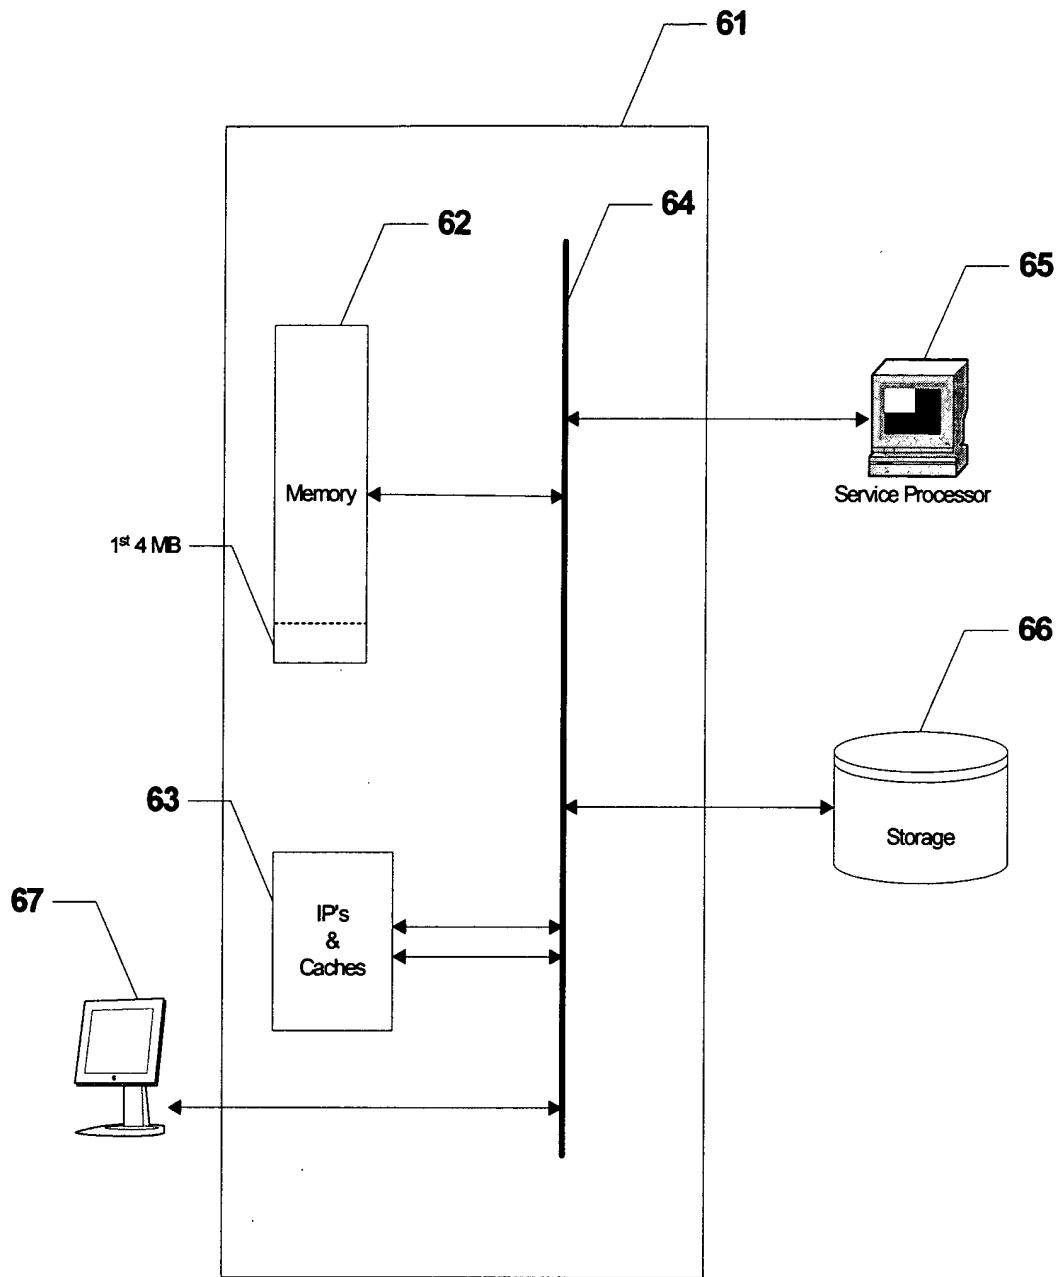 61
62
64
65
Service Processor
Memory
1st 4 MB
66
Storage
63
67
IP's
&
Caches